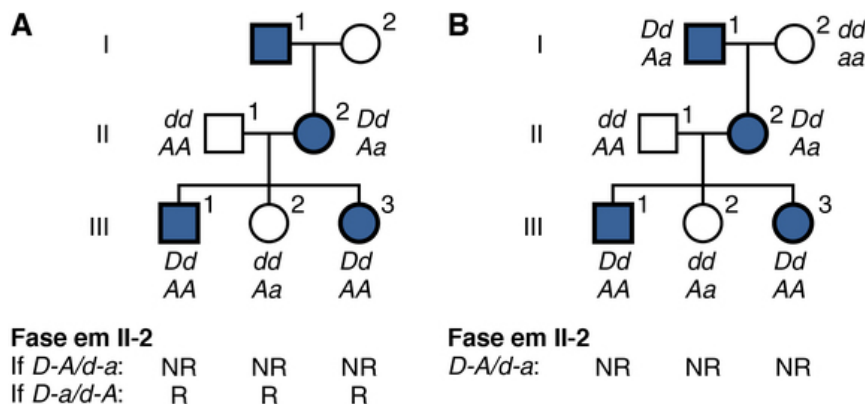 A
B
I
1
2
Dd
Aa
1
2
dd
aa
II
dd
AA
1
2
Dd
Aa
II
dd
AA
1
2
Dd
Aa
III
1
2
3
III
1
2
3
Dd
AA
dd
Aa
Dd
AA
Dd
AA
dd
Aa
Dd
AA
I
Fase em II-2
If D-A/d-a: NR NR NR
If D-a/d-A: R R R
Fase em II-2
D-A/d-a: NR NR NR